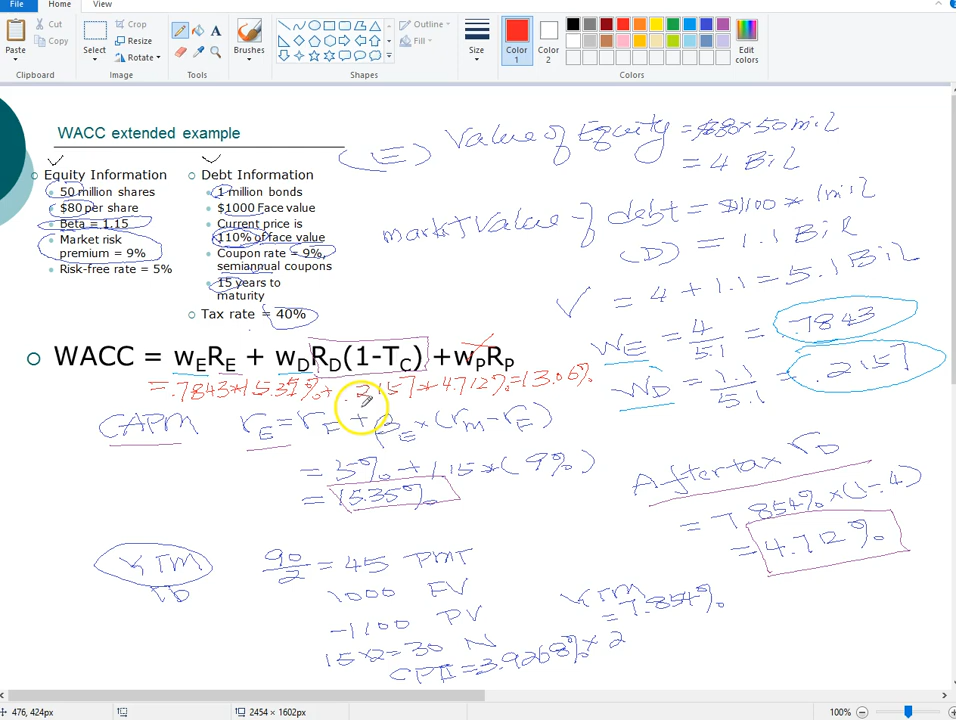 File Home View
Paste
Cut
Copy
Clipboard
Select
Crop
Resize
Rotate
Image
Tools
Brushes
Shapes
Outline
Fill
Size
Color 1
Color 2
Edit colors
Colors
WACC extended example
Equity Information
50 million shares
$80 per share
Beta = 1.15
Market risk
premium = 9%
Risk-free rate = 5%
Debt Information
1 million bonds
$1000 Face value
Current price is
110% of face value
Coupon rate = 9%,
semiannual coupons
15 years to
maturity
Tax rate = 40%
(E) Value of Equity = $80 * 50 mil
= 4 Bil
market Value of debt = $1100 * 1 mil
(D) = 1.1 Bil
V = 4 + 1.1 = 5.1 Bil
WE = 4/5.1 = .7843
WD = 1.1/5.1 = .2157
WACC = wERE + wDRD(1-TC) +wPRP
= .7843*15.35% + .2157*4.712% = 13.06%
CAPM rE = rF + βE × (rM - rF)
= 5% + 1.15 * (9%)
= 15.35%
Aftertax rD
= 7.854% × (1-.4)
= 4.712%
YTM
rD
90/2 = 45 PMT
1000 FV
-1100 PV
15×2 = 30 N
CPT I = 3.9268% × 2
YTM
= 7.854%
476, 424px
2454 × 1602px
100%